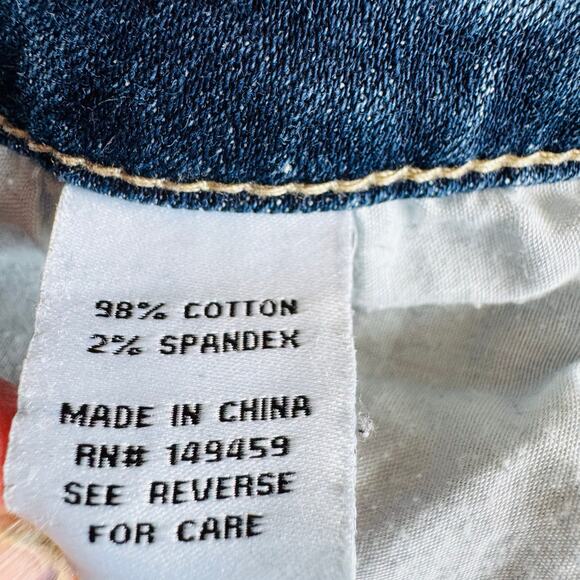 98% COTTON
2% SPANDEX
MADE IN CHINA
RN# 149459
SEE REVERSE
FOR CARE